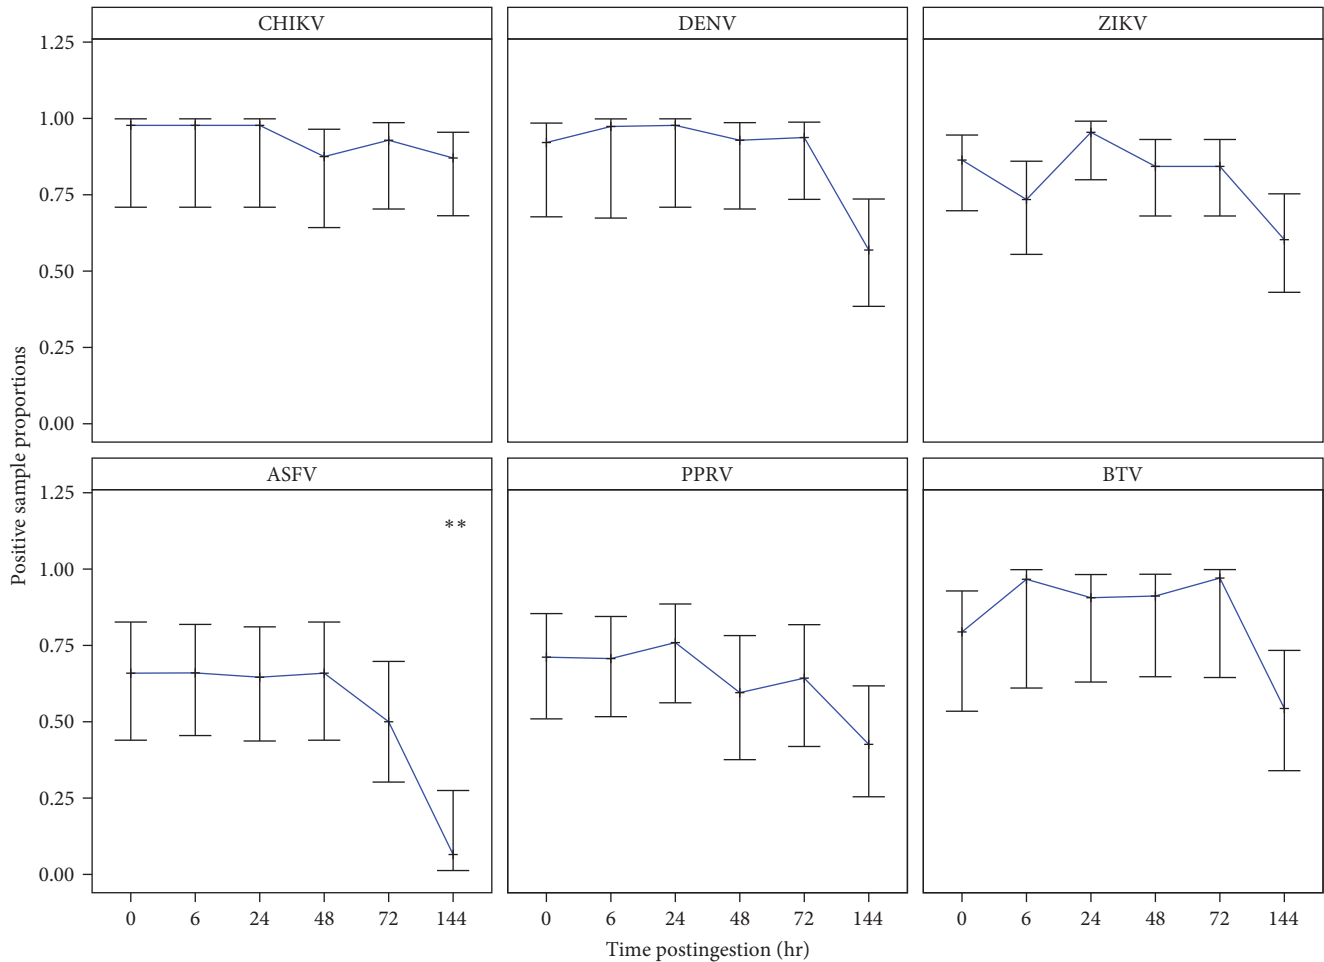 CHIKV DENV ZIKV
1.25
1.00
0.75
0.50
0.25
0.00
ASFV PPRV BTV
1.25
**
1.00
0.75
0.50
0.25
0.00
Positive sample proportions
0 6 24 48 72 144 0 6 24 48 72 144 0 6 24 48 72 144
Time postingestion (hr)